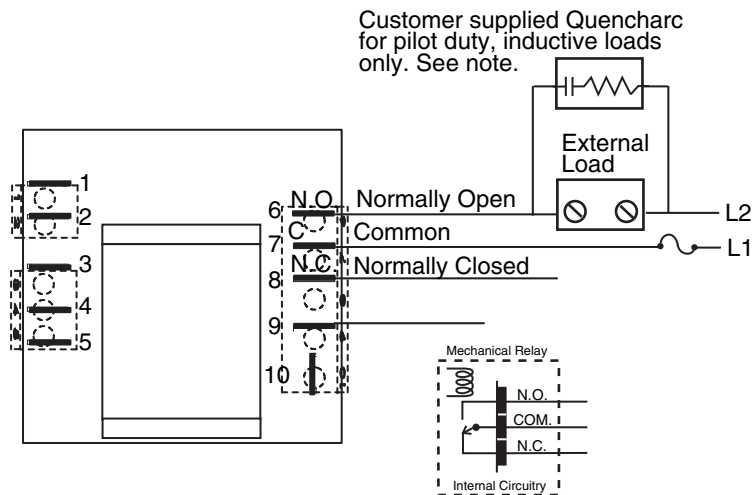 Customer supplied Quencharc
for pilot duty, inductive loads
only. See note.
External
Load
1
2
3
4
5
6 N.O. Normally Open
L2
7 C Common
L1
8 N.C. Normally Closed
9
10
Mechanical Relay
N.O.
COM.
N.C.
Internal Circuitry